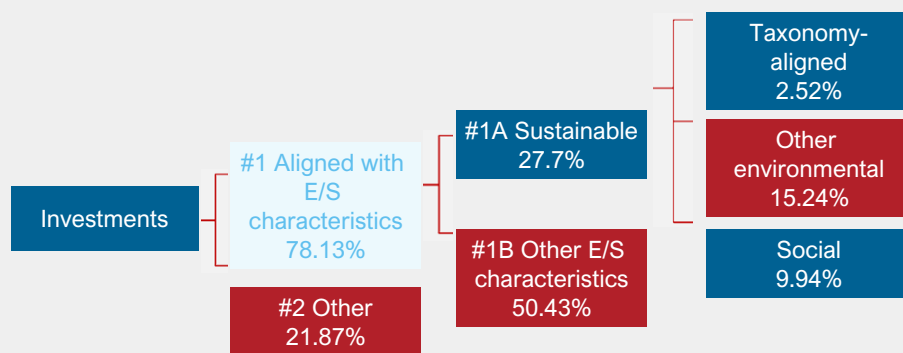 Investments
#1 Aligned with
E/S
characteristics
78.13%
#2 Other
21.87%
#1A Sustainable
27.7%
#1B Other E/S
characteristics
50.43%
Taxonomy-
aligned
2.52%
Other
environmental
15.24%
Social
9.94%